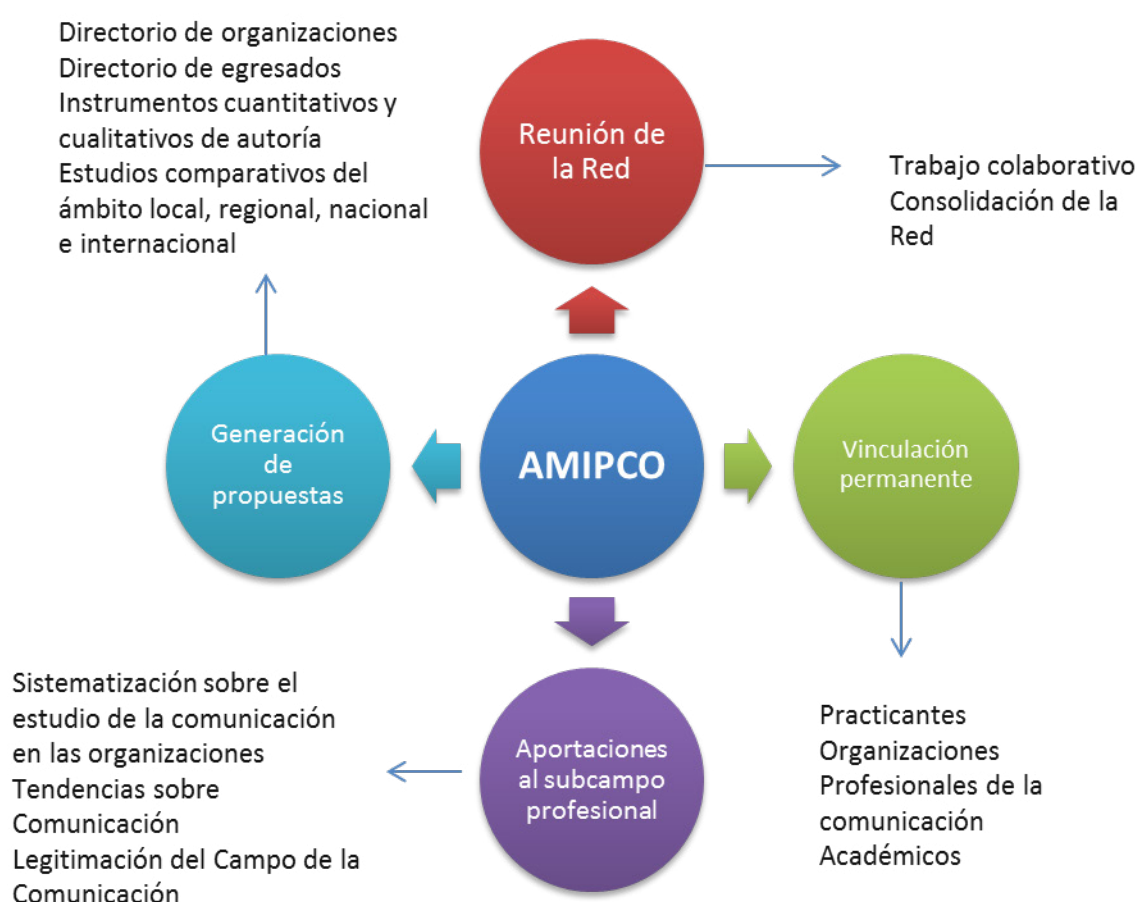 Directorio de organizaciones
Directorio de egresados
Instrumentos cuantitativos y
cualitativos de autoría
Estudios comparativos del
ámbito local, regional, nacional
e internacional
Reunión de
la Red
Trabajo colaborativo
Consolidación de la
Red
Generación
de
propuestas
AMIPCO
Vinculación
permanente
Sistematización sobre el
estudio de la comunicación
en las organizaciones
Tendencias sobre
Comunicación
Legitimación del Campo de la
Comunicación
Aportaciones
al subcampo
profesional
Practicantes
Organizaciones
Profesionales de la
comunicación
Académicos